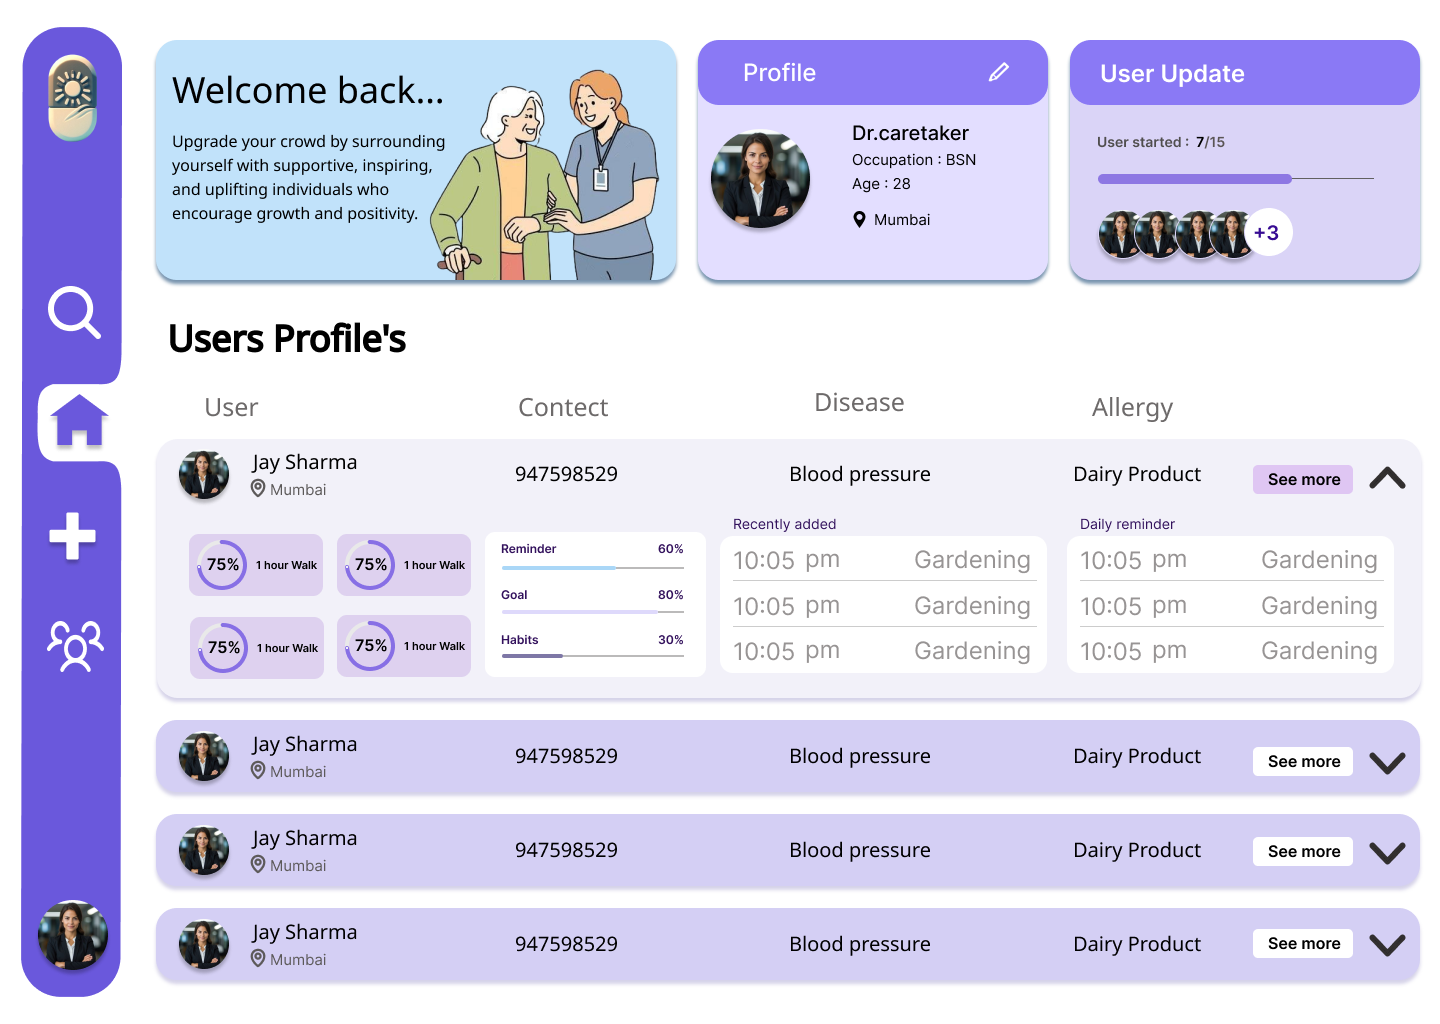 Welcome back...
Upgrade your crowd by surrounding
yourself with supportive, inspiring,
and uplifting individuals who
encourage growth and positivity.
Profile
Dr.caretaker
Occupation : BSN
Age : 28
Mumbai
User Update
User started : 7/15
+3
Users Profile's
User Contect Disease Allergy
Jay Sharma
Mumbai
947598529
Blood pressure
Dairy Product
See more
75% 1 hour Walk
75% 1 hour Walk
75% 1 hour Walk
75% 1 hour Walk
Reminder 60%
Goal 80%
Habits 30%
Recently added
10:05 pm Gardening
10:05 pm Gardening
10:05 pm Gardening
Daily reminder
10:05 pm Gardening
10:05 pm Gardening
10:05 pm Gardening
Jay Sharma
Mumbai
947598529
Blood pressure
Dairy Product
See more
Jay Sharma
Mumbai
947598529
Blood pressure
Dairy Product
See more
Jay Sharma
Mumbai
947598529
Blood pressure
Dairy Product
See more